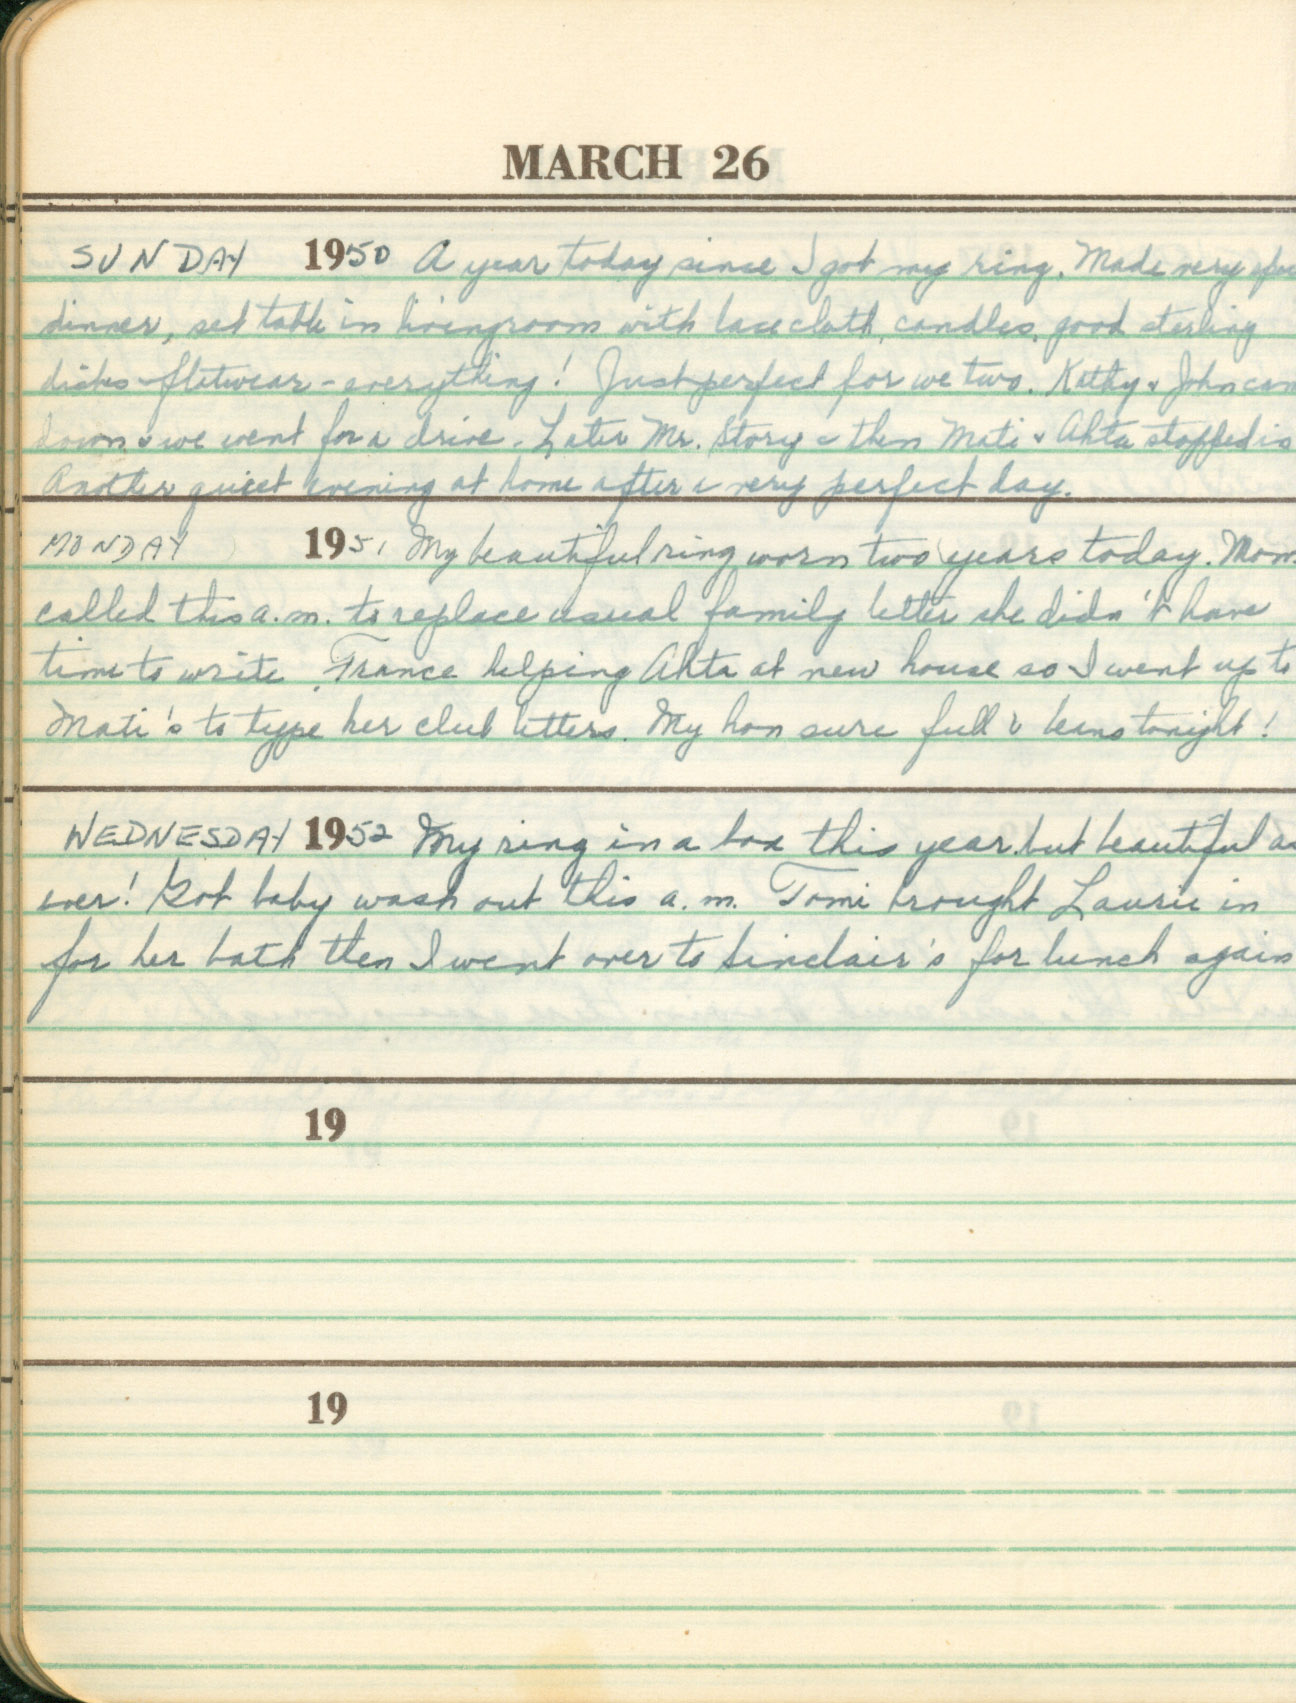 MARCH 26
SUNDAY 1950 A year today since I got my ring. Made very
dinner, set table in livingroom with lace cloth, candles, good sterling
dishes - flatwear - everything! Just perfect for we two. Kathy & John cam
down & we went for a drive. Later Mr. Story & then Mati & Ahta stopped in
Another quiet evening at home after a very perfect day.
MONDAY 1951 My beautiful ring worn two years today. Mom
called this a.m. to replace usual family letter she didn't have
time to write. France helping Ahta at new house so I went up to
Mati's to type her club letters. My hon sure full o beans tonight!
WEDNESDAY 1952 My ring in a box this year but beautiful as
ever! Got baby wash out this a.m. Tomi brought Laurie in
for her bath then I went over to Sinclair's for lunch again
19
19